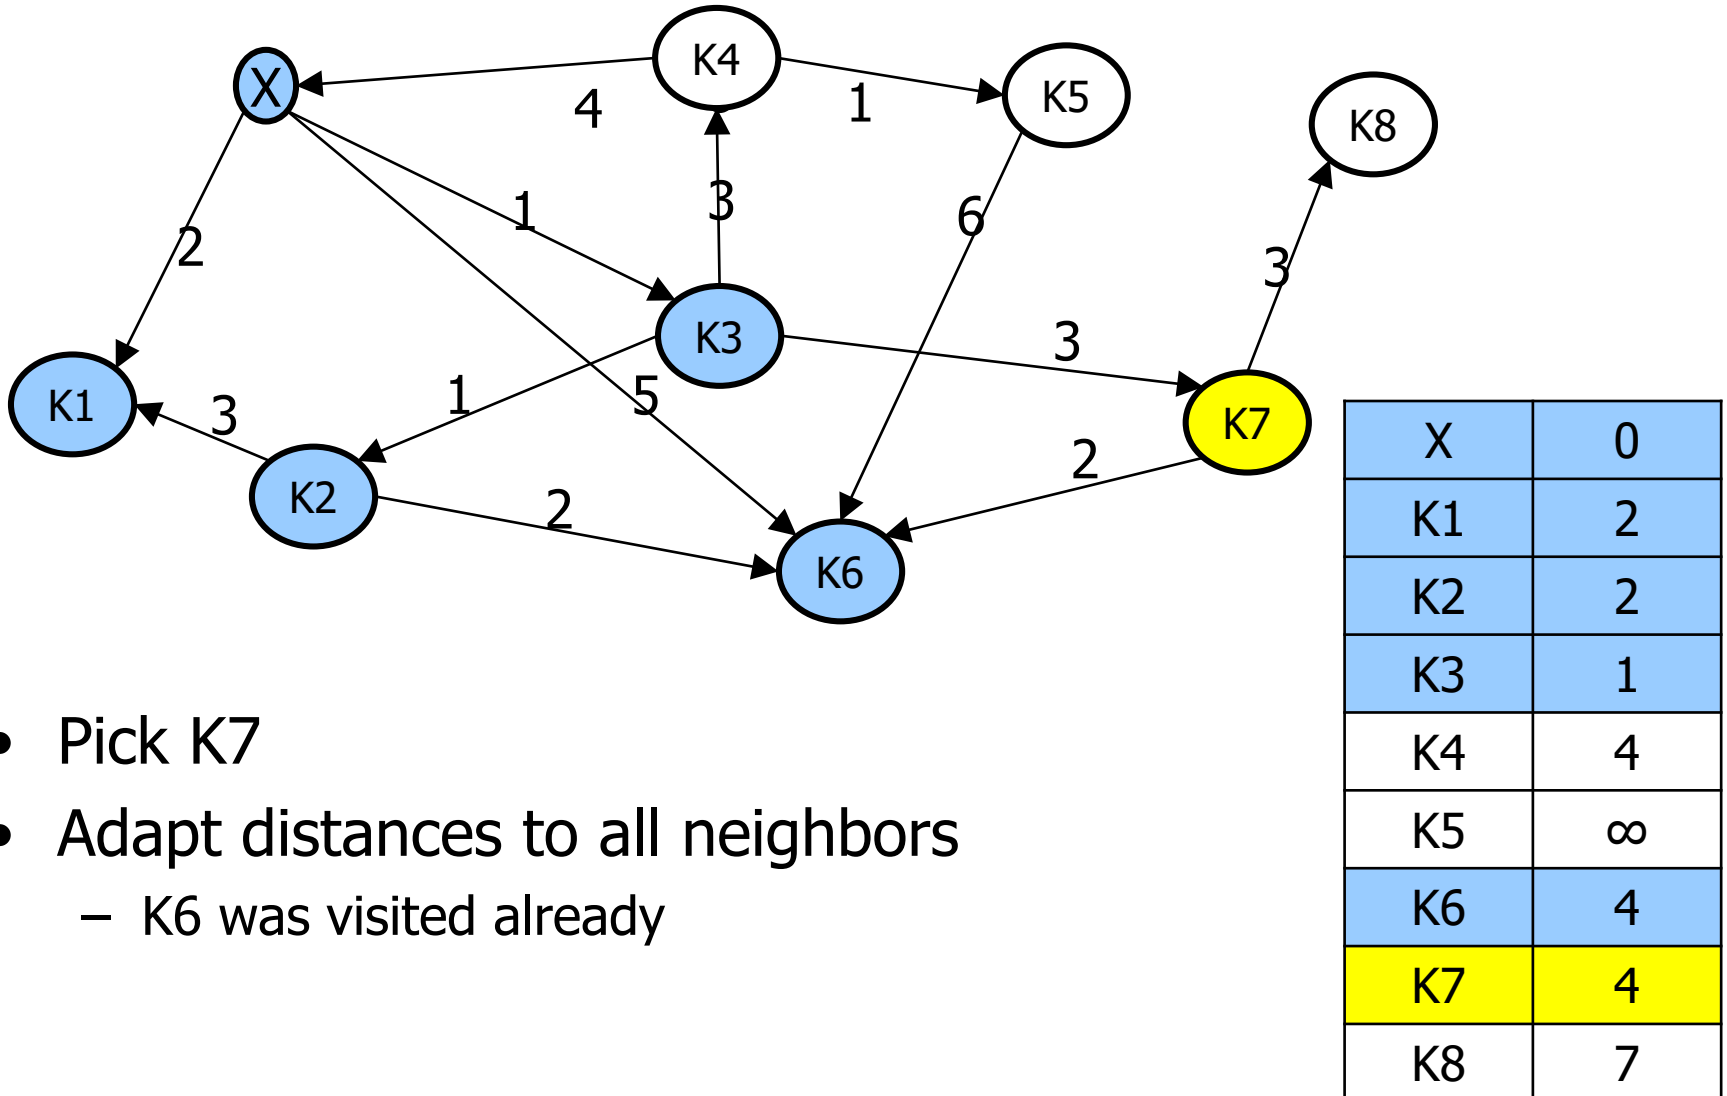 K4
X
K5
4
1
K8
1
3
6
2
3
K3
3
K1
3
1
5
K7
2
K2
2
K6
X 0
K1 2
K2 2
K3 1
K4 4
K5 ∞
K6 4
K7 4
K8 7
• Pick K7
• Adapt distances to all neighbors
– K6 was visited already